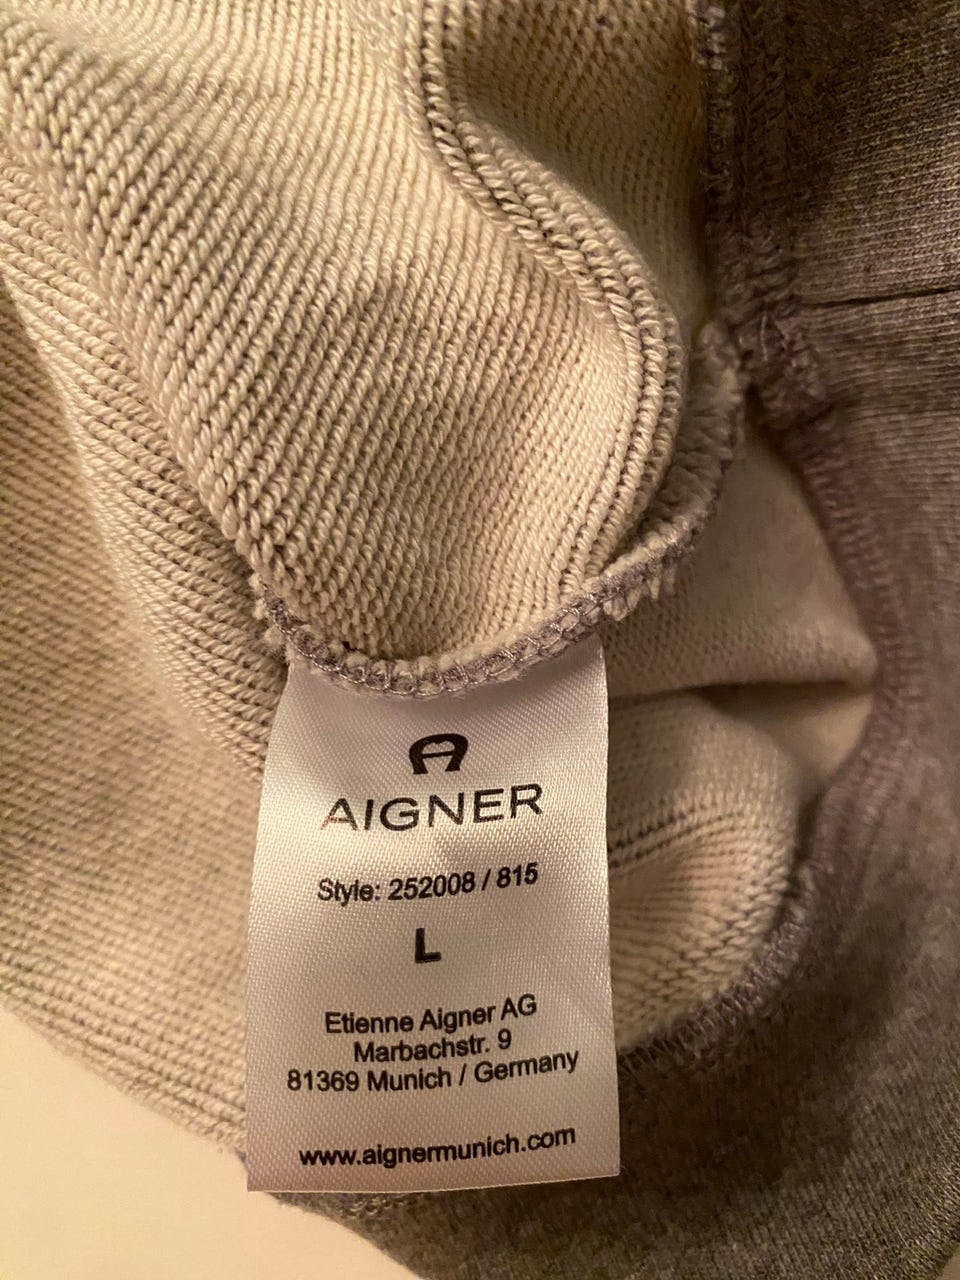 AIGNER
Style: 252008 / 815
L
Etienne Aigner AG
Marbachstr. 9
81369 Munich / Germany
www.aignermunich.com